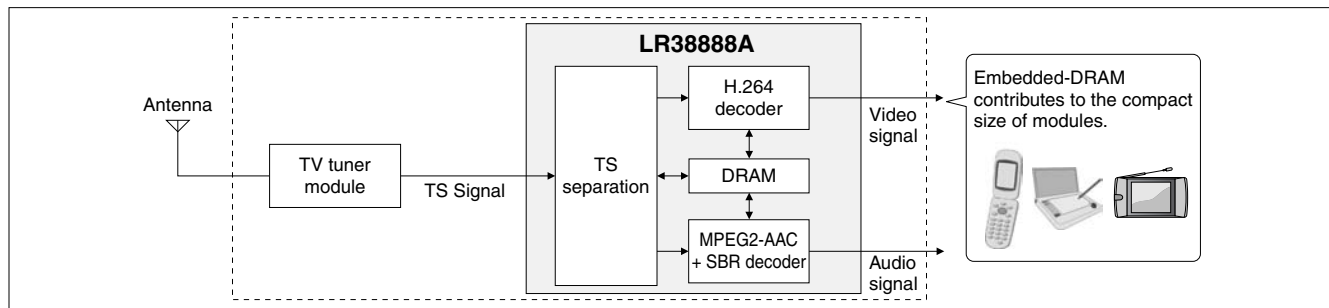 LR38888A
Antenna
TV tuner
module
TS Signal
TS
separation
H.264
decoder
DRAM
MPEG2-AAC
+ SBR decoder
Video
signal
Audio
signal
Embedded-DRAM
contributes to the compact
size of modules.